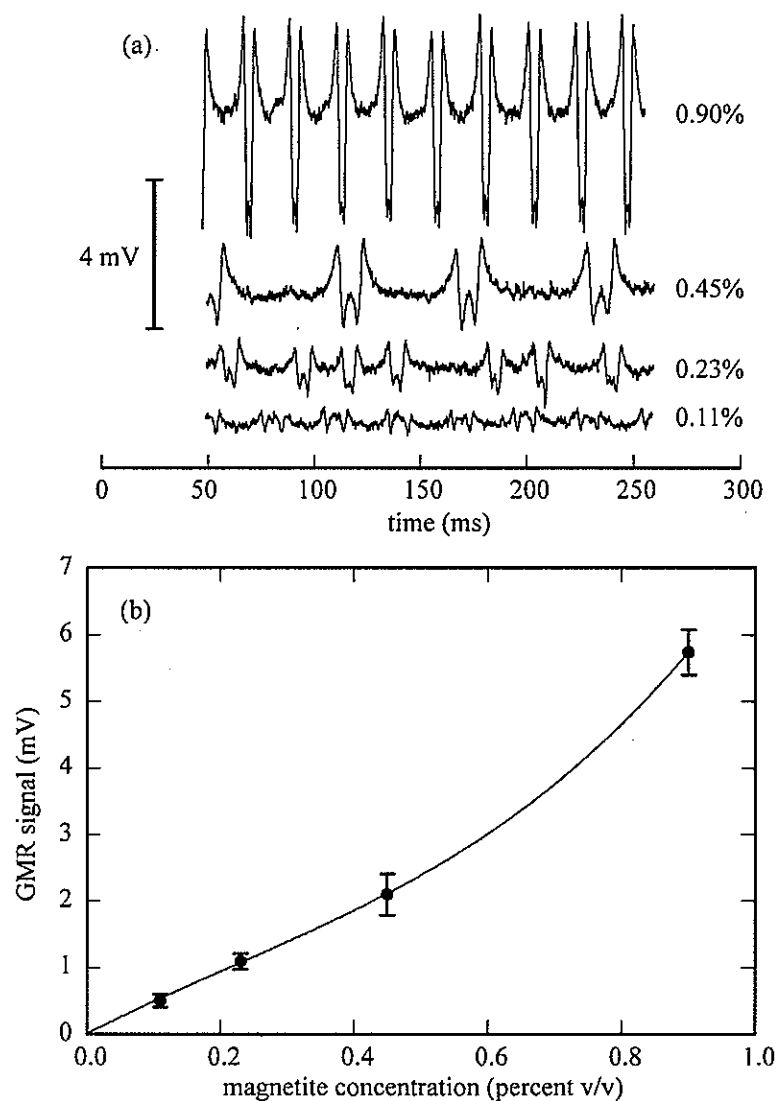 (a)
0.90%
4 mV
0.45%
0.23%
0.11%
0 50 100 150 200 250 300
time (ms)
7
(b)
6
5
4
3
2
1
0
GMR signal (mV)
0.0 0.2 0.4 0.6 0.8 1.0
magnetite concentration (percent v/v)